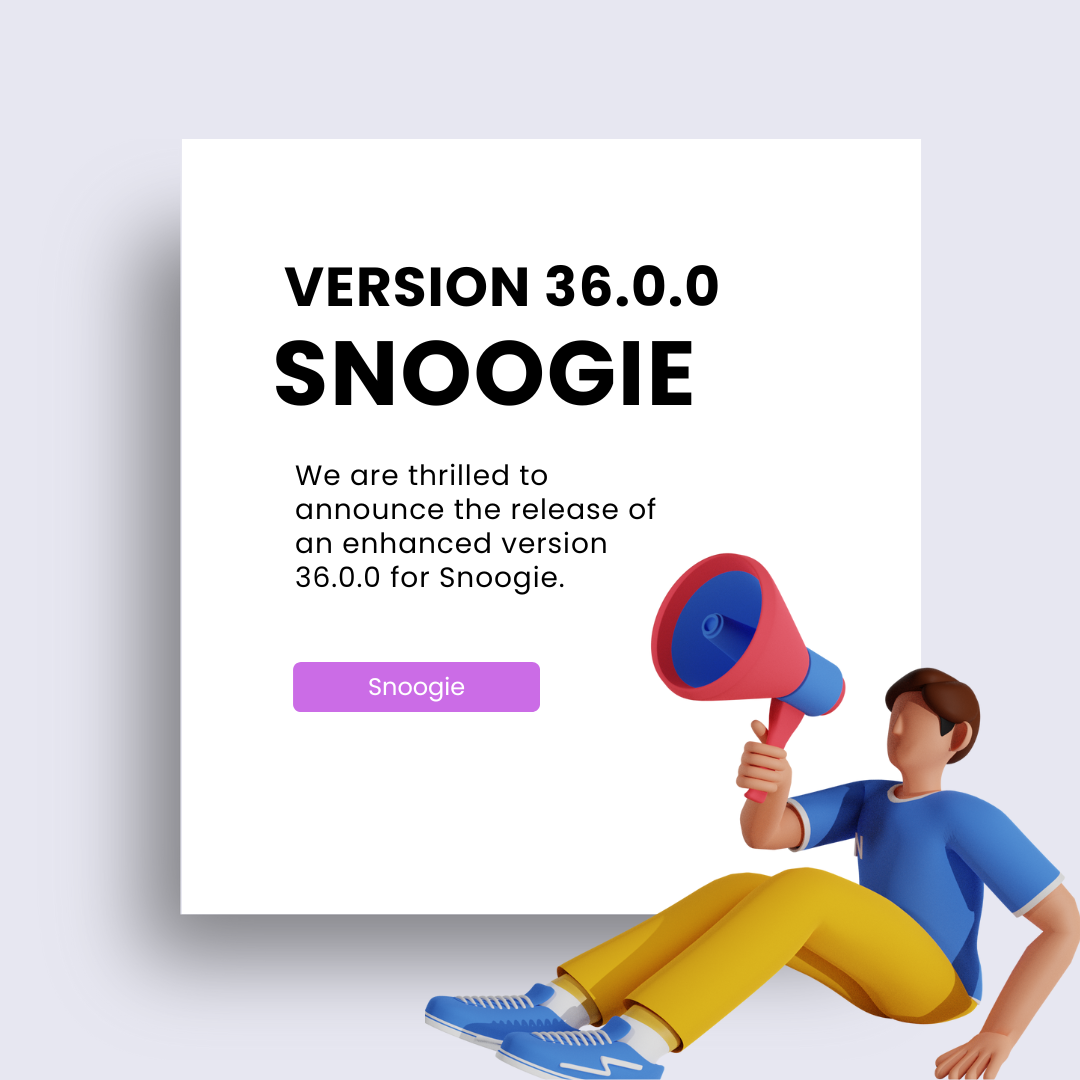 VERSION 36.0.0
SNOOGIE
We are thrilled to
announce the release of
an enhanced version
36.0.0 for Snoogie.
Snoogie
N